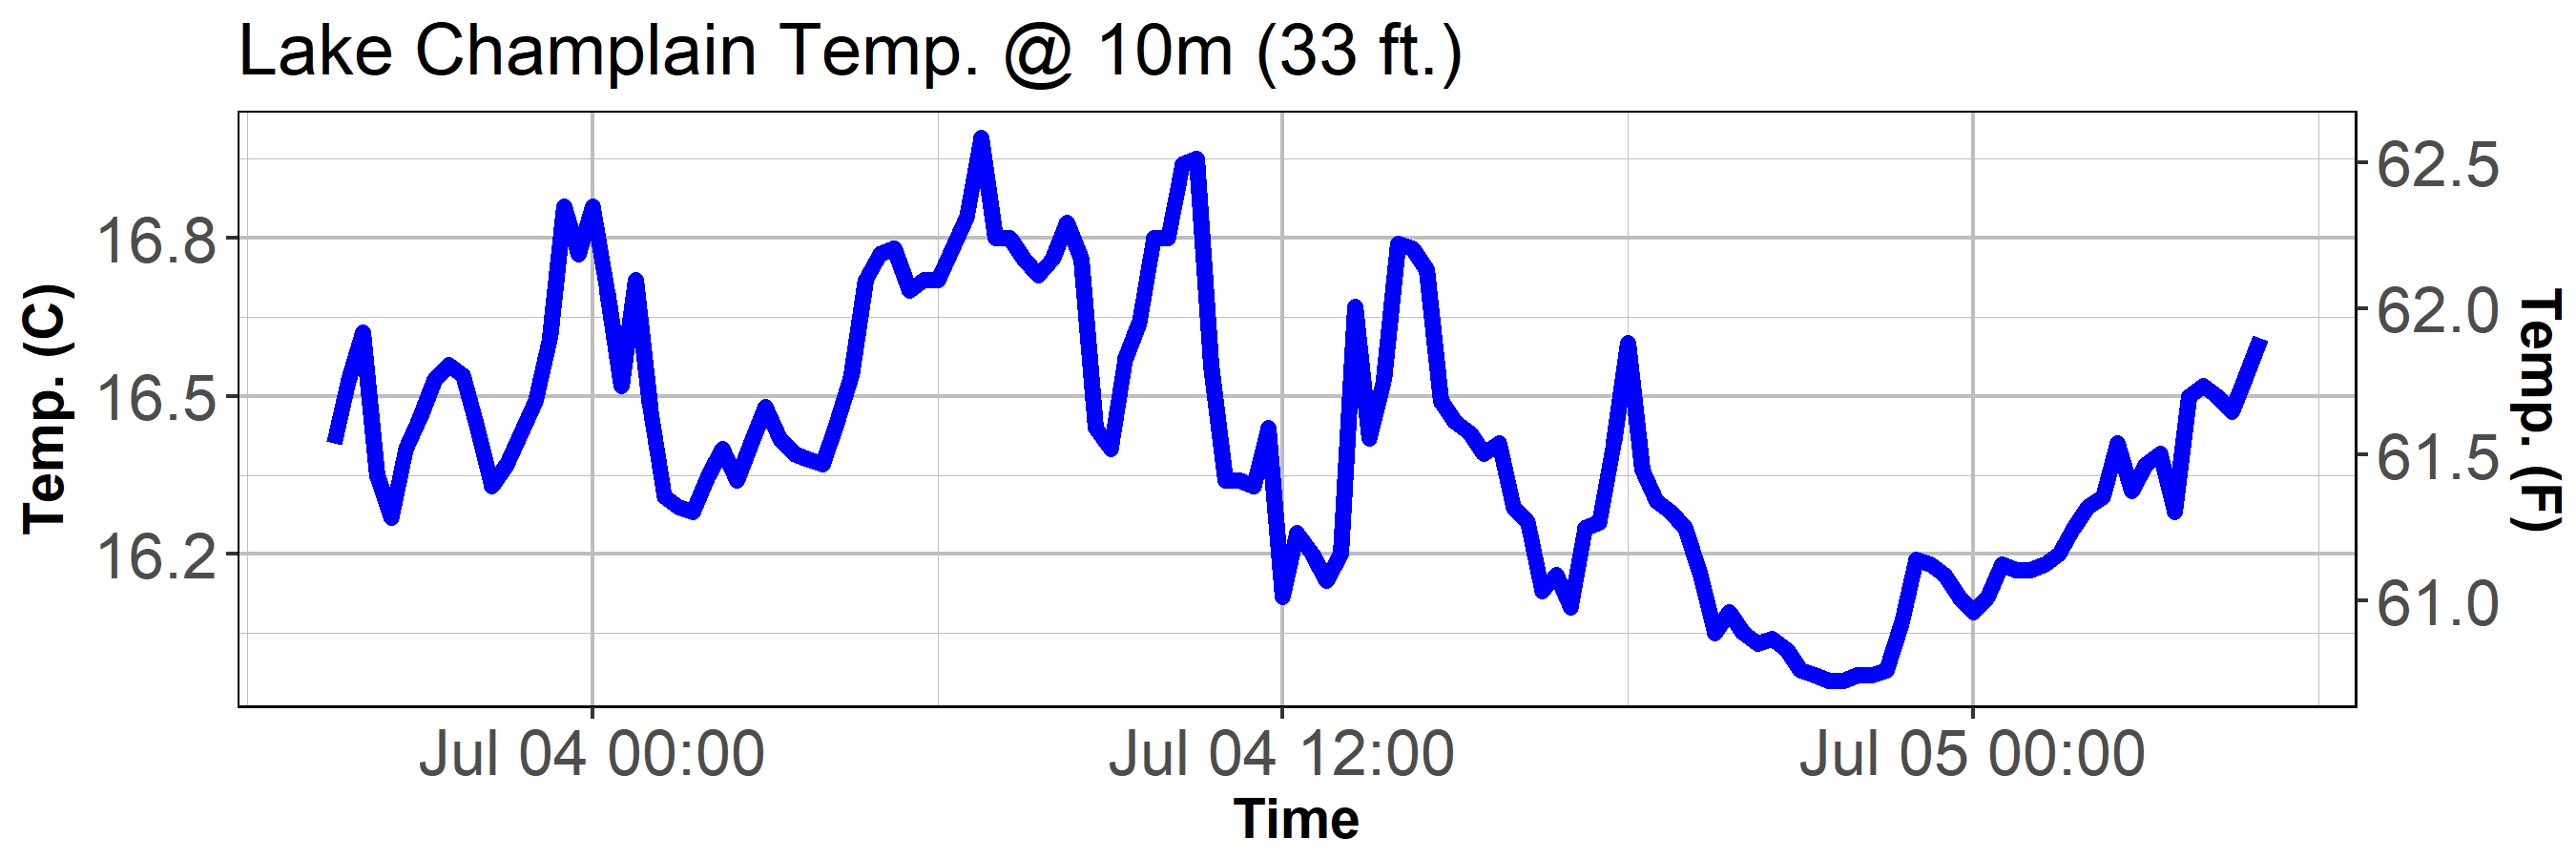 Lake Champlain Temp. @ 10m (33 ft.)
Temp. (C)
16.8
16.5
16.2
62.5
62.0
61.5
61.0
Temp. (F)
Jul 04 00:00
Jul 04 12:00
Jul 05 00:00
Time